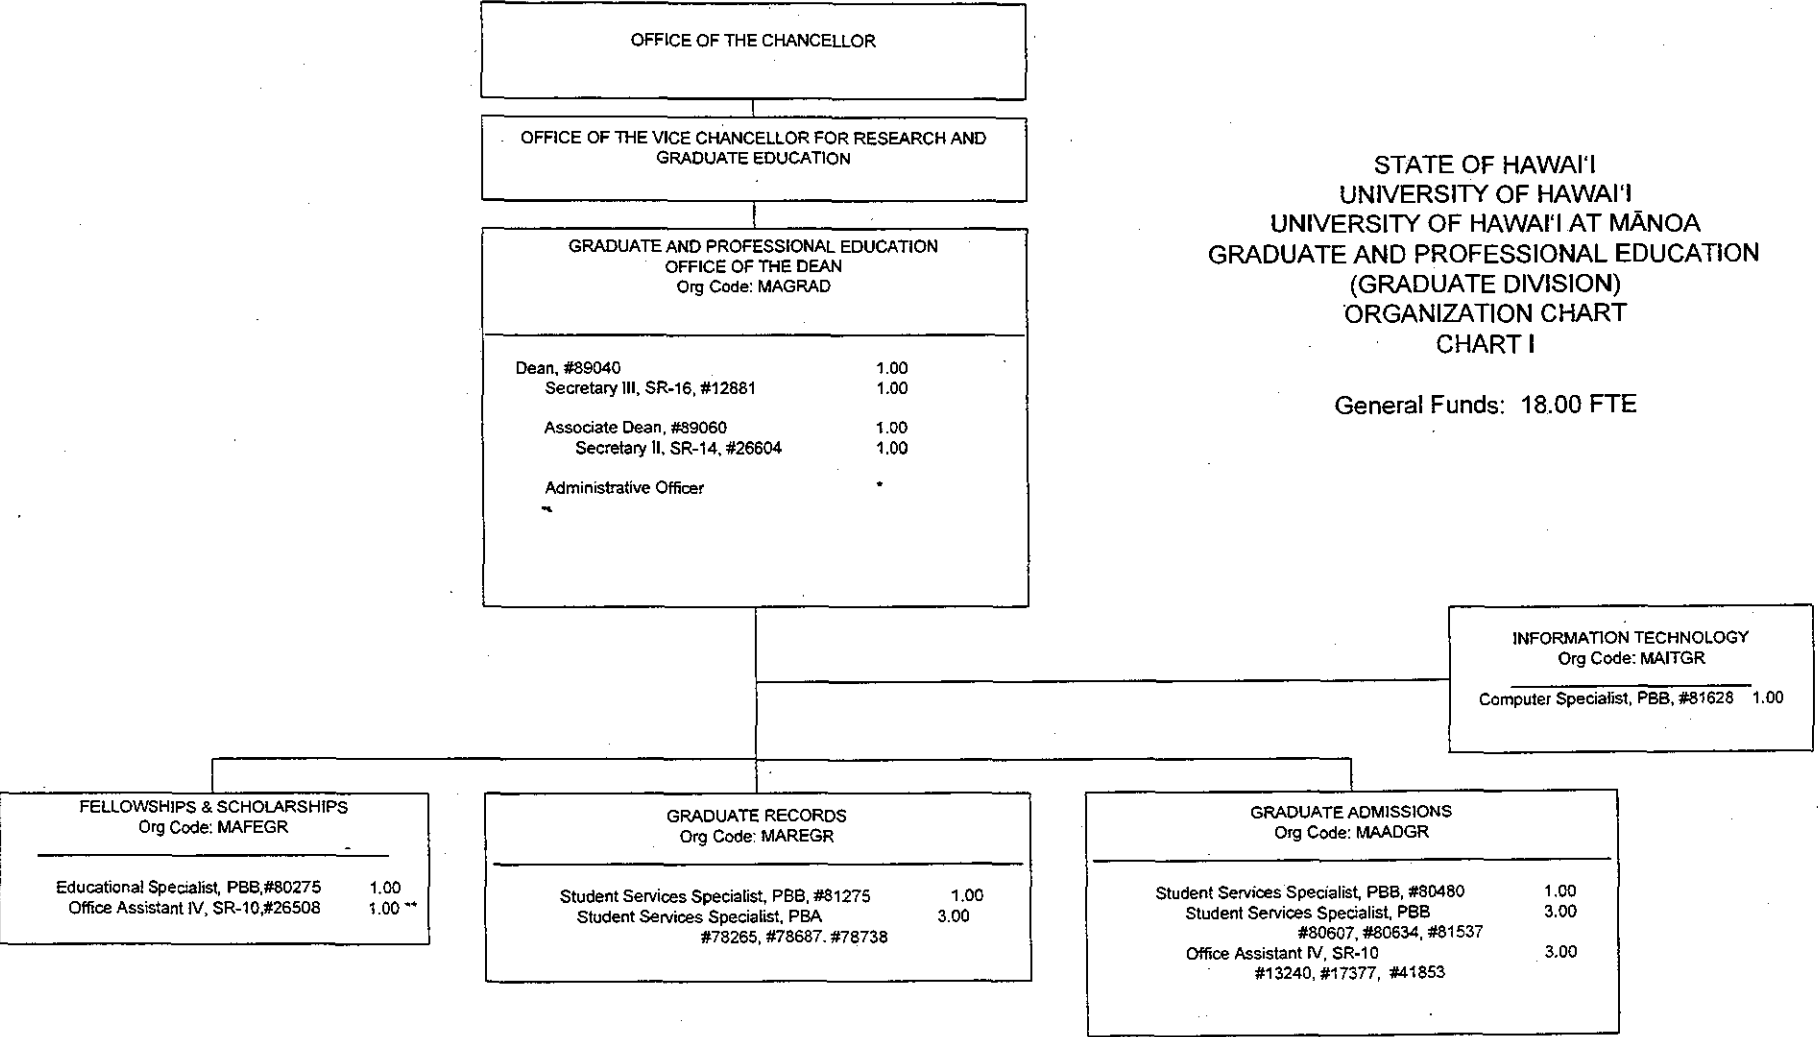 OFFICE OF THE CHANCELLOR
OFFICE OF THE VICE CHANCELLOR FOR RESEARCH AND
GRADUATE EDUCATION
STATE OF HAWAI'I
UNIVERSITY OF HAWAI'I
UNIVERSITY OF HAWAI'I AT MĀNOA
GRADUATE AND PROFESSIONAL EDUCATION
(GRADUATE DIVISION)
ORGANIZATION CHART
CHART I
General Funds: 18.00 FTE
GRADUATE AND PROFESSIONAL EDUCATION
OFFICE OF THE DEAN
Org Code: MAGRAD
Dean, #89040 1.00
Secretary III, SR-16, #12881 1.00
Associate Dean, #89060 1.00
Secretary II, SR-14, #26604 1.00
Administrative Officer *
**
INFORMATION TECHNOLOGY
Org Code: MAITGR
Computer Specialist, PBB, #81628 1.00
FELLOWSHIPS & SCHOLARSHIPS
Org Code: MAFEGR
Educational Specialist, PBB,#80275 1.00
Office Assistant IV, SR-10,#26508 1.00 **
GRADUATE RECORDS
Org Code: MAREGR
Student Services Specialist, PBB, #81275 1.00
Student Services Specialist, PBA 3.00
#78265, #78687. #78738
GRADUATE ADMISSIONS
Org Code: MAADGR
Student Services Specialist, PBB, #80480 1.00
Student Services Specialist, PBB 3.00
#80607, #80634, #81537
Office Assistant IV, SR-10 3.00
#13240, #17377, #41853